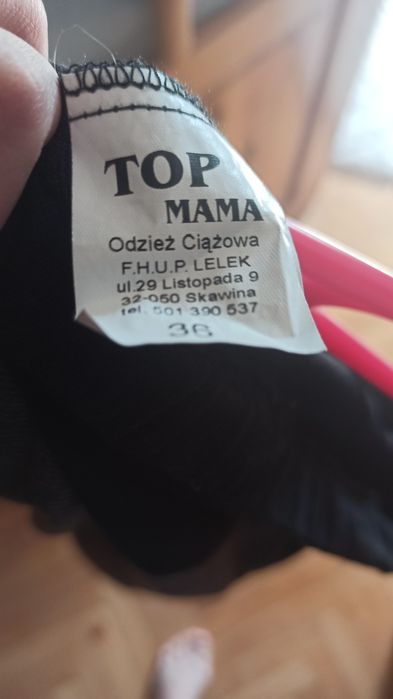 TOP
MAMA
Odzież Ciążowa
F.H.U.P. LELEK
ul.29 Listopada 9
32-050 Skawina
tel. 501 390 537
36